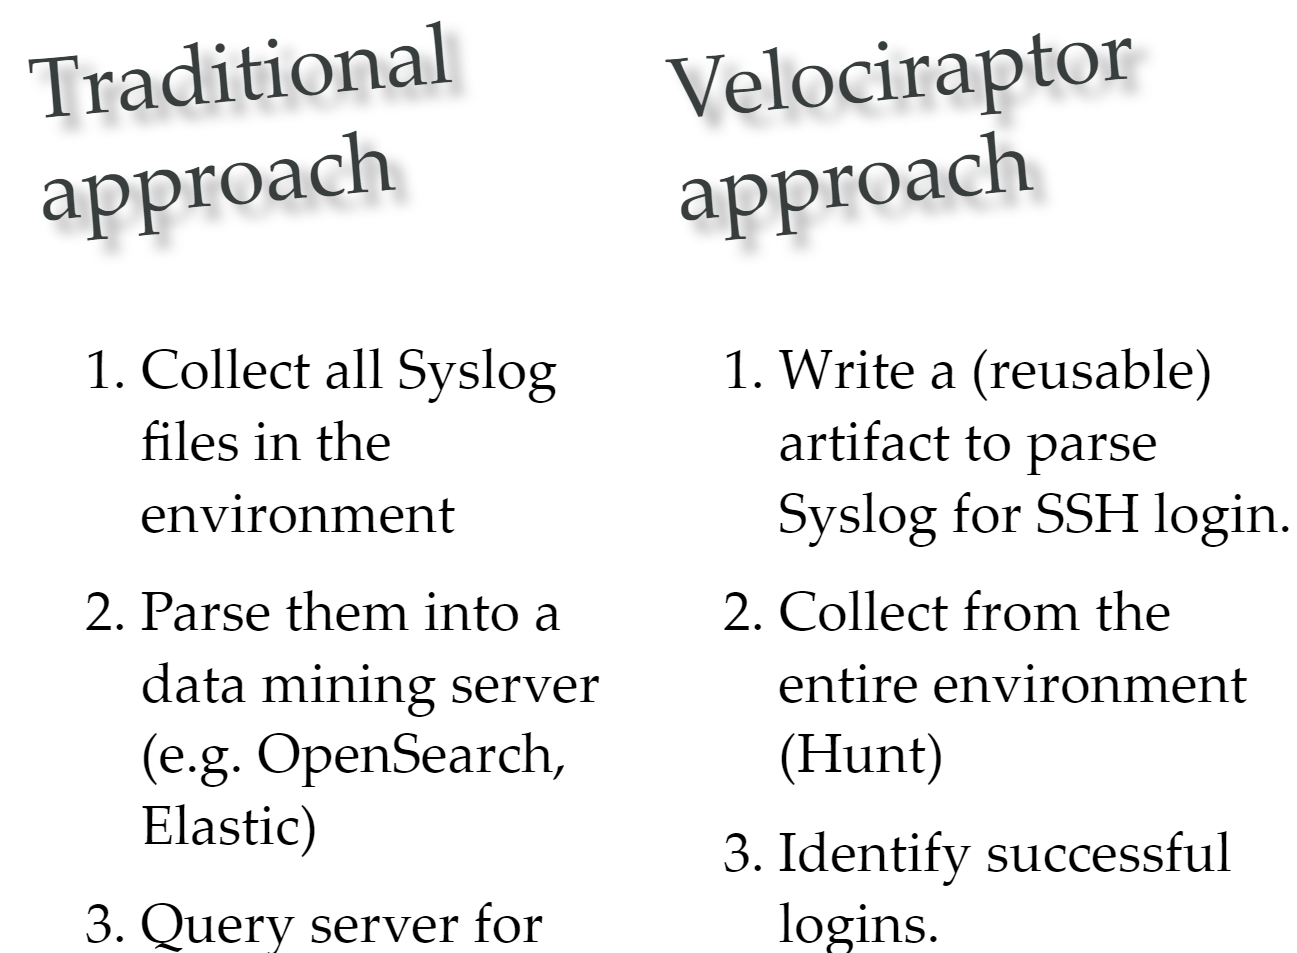 Traditional
approach
1. Collect all Syslog
files in the
environment
2. Parse them into a
data mining server
(e.g. OpenSearch,
Elastic)
3. Query server for
Velociraptor
approach
1. Write a (reusable)
artifact to parse
Syslog for SSH login.
2. Collect from the
entire environment
(Hunt)
3. Identify successful
logins.